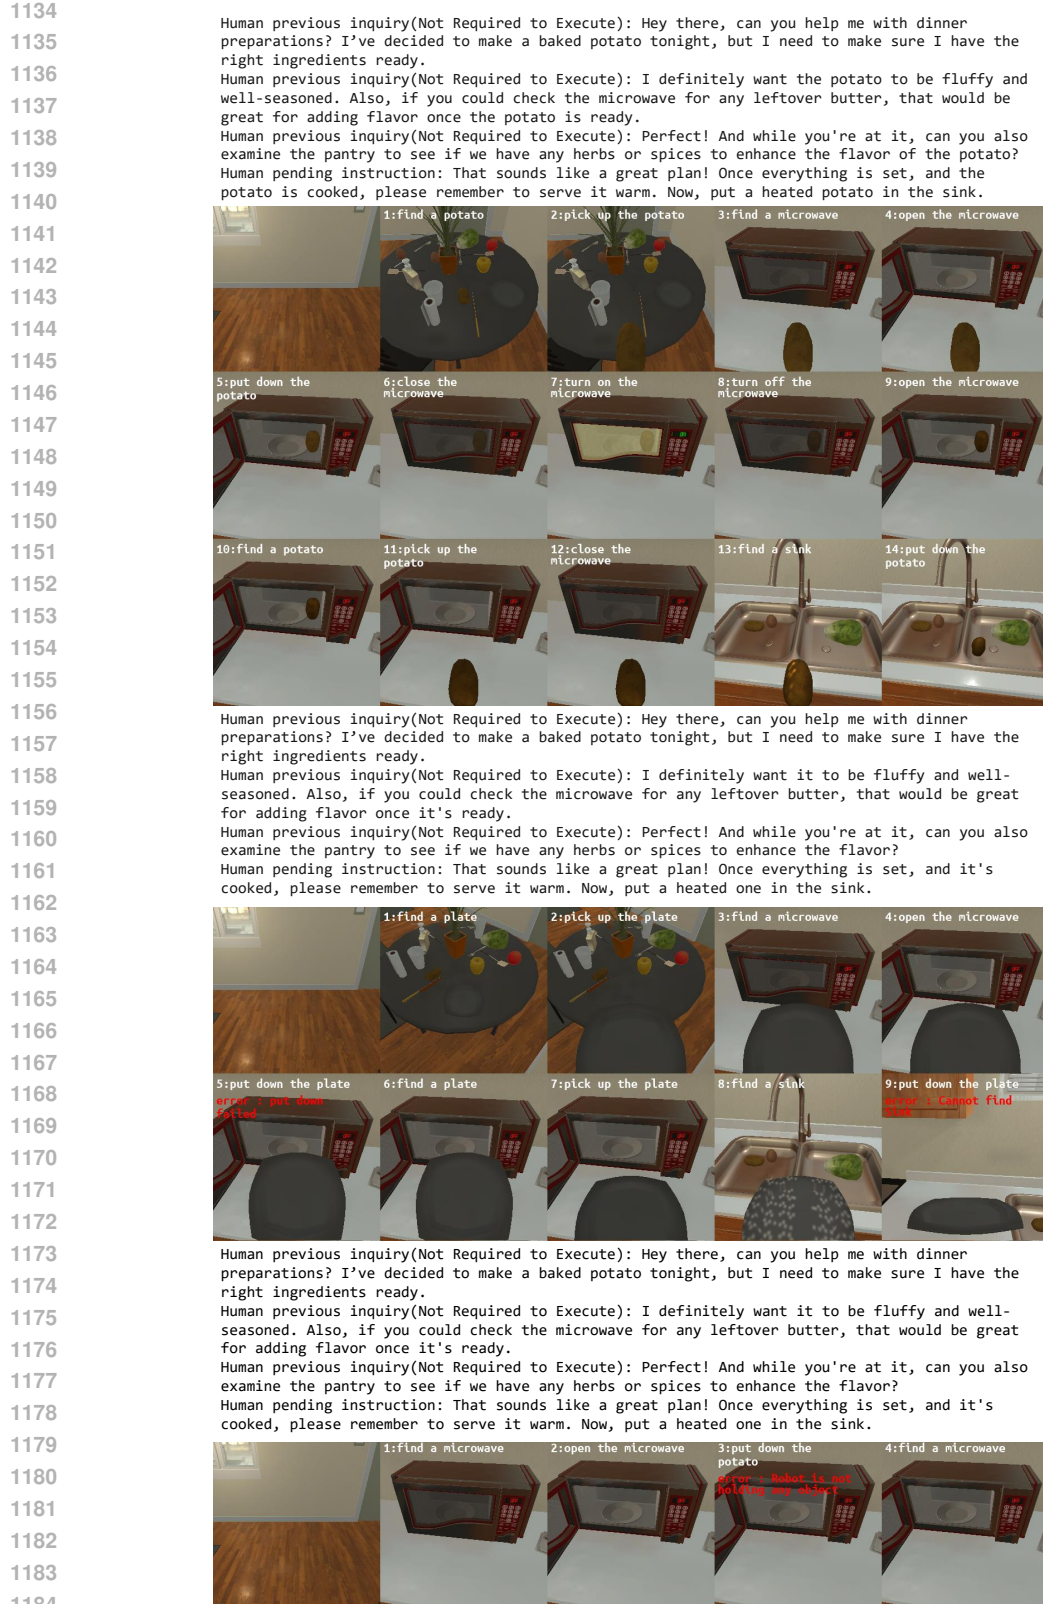 1134
Human previous inquiry(Not Required to Execute): Hey there, can you help me with dinner
1135
preparations? I’ve decided to make a baked potato tonight, but I need to make sure I have the
right ingredients ready.
1136
Human previous inquiry(Not Required to Execute): I definitely want the potato to be fluffy and
1137
well-seasoned. Also, if you could check the microwave for any leftover butter, that would be
great for adding flavor once the potato is ready.
1138
Human previous inquiry(Not Required to Execute): Perfect! And while you're at it, can you also
1139
examine the pantry to see if we have any herbs or spices to enhance the flavor of the potato?
Human pending instruction: That sounds like a great plan! Once everything is set, and the
1140
potato is cooked, please remember to serve it warm. Now, put a heated potato in the sink.
1141
1:find a potato
2:pick up the potato
3:find a microwave
4:open the microwave
1142
1143
1144
1145
1146
5:put down the
potato
6:close the
microwave
7:turn on the
microwave
8:turn off the
microwave
9:open the microwave
1147
1148
1149
1150
1151
10:find a potato
11:pick up the
potato
12:close the
microwave
13:find a sink
14:put down the
potato
1152
1153
1154
1155
1156
Human previous inquiry(Not Required to Execute): Hey there, can you help me with dinner
1157
preparations? I’ve decided to make a baked potato tonight, but I need to make sure I have the
right ingredients ready.
1158
Human previous inquiry(Not Required to Execute): I definitely want it to be fluffy and well-
1159
seasoned. Also, if you could check the microwave for any leftover butter, that would be great
for adding flavor once it's ready.
1160
Human previous inquiry(Not Required to Execute): Perfect! And while you're at it, can you also
examine the pantry to see if we have any herbs or spices to enhance the flavor?
1161
Human pending instruction: That sounds like a great plan! Once everything is set, and it's
1162
cooked, please remember to serve it warm. Now, put a heated one in the sink.
1163
1:find a plate
2:pick up the plate
3:find a microwave
4:open the microwave
1164
1165
1166
1167
1168
5:put down the plate
error : put down
failed
6:find a plate
7:pick up the plate
8:find a sink
9:put down the plate
error : Cannot find
Sink
1169
1170
1171
1172
1173
Human previous inquiry(Not Required to Execute): Hey there, can you help me with dinner
1174
preparations? I’ve decided to make a baked potato tonight, but I need to make sure I have the
right ingredients ready.
1175
Human previous inquiry(Not Required to Execute): I definitely want it to be fluffy and well-
seasoned. Also, if you could check the microwave for any leftover butter, that would be great
1176
for adding flavor once it's ready.
1177
Human previous inquiry(Not Required to Execute): Perfect! And while you're at it, can you also
examine the pantry to see if we have any herbs or spices to enhance the flavor?
1178
Human pending instruction: That sounds like a great plan! Once everything is set, and it's
cooked, please remember to serve it warm. Now, put a heated one in the sink.
1179
1:find a microwave
2:open the microwave
3:put down the
potato
error : Robot is not
holding any object
4:find a microwave
1180
1181
1182
1183
1184